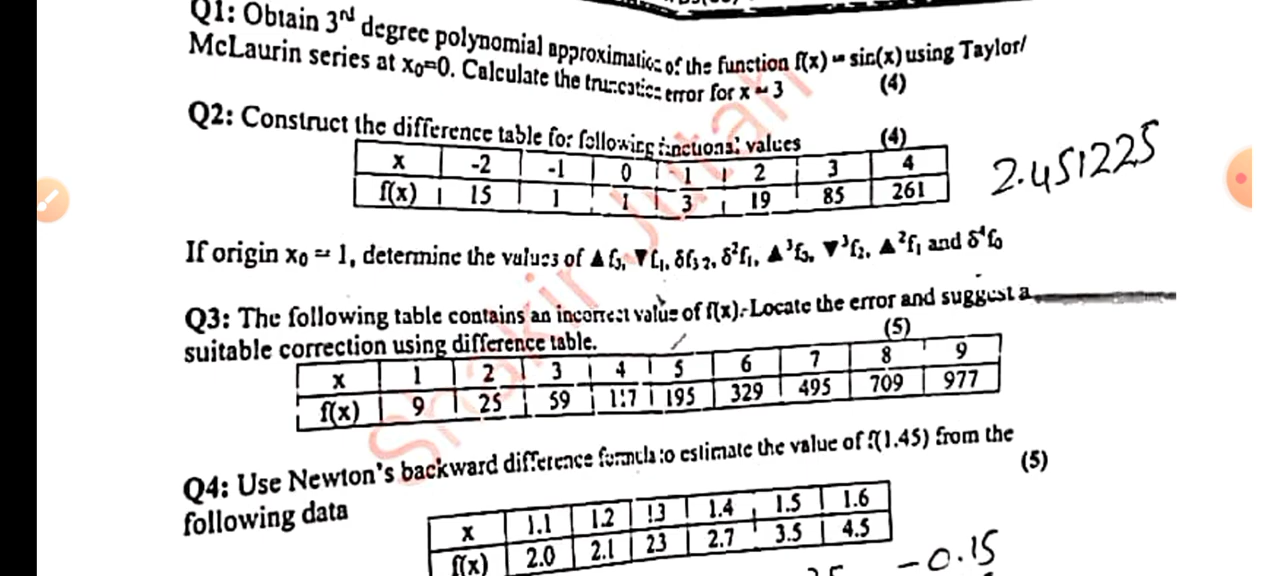 Q1: Obtain 3rd degree polynomial approximation of the function f(x) = sin(x) using Taylor/
McLaurin series at x₀=0. Calculate the truncation error for x = 3 (4)
Q2: Construct the difference table for following functional values (4)
x -2 -1 0 1 2 3 4
f(x) 15 1 1 3 19 85 261
2.451225
If origin x₀ = 1, determine the values of ▲f₀, ▼f₁, δf₃/₂, δ²f₁, ▲³f₀, ▼³f₂, ▲²f₁ and δ⁴f₀
Q3: The following table contains an incorrect value of f(x). Locate the error and suggest a
suitable correction using difference table. (5)
x 1 2 3 4 5 6 7 8 9
f(x) 9 25 59 117 195 329 495 709 977
Q4: Use Newton's backward difference formula to estimate the value of f(1.45) from the
following data (5)
x 1.1 1.2 1.3 1.4 1.5 1.6
f(x) 2.0 2.1 23 2.7 3.5 4.5
-0.15
Shakir Jutah